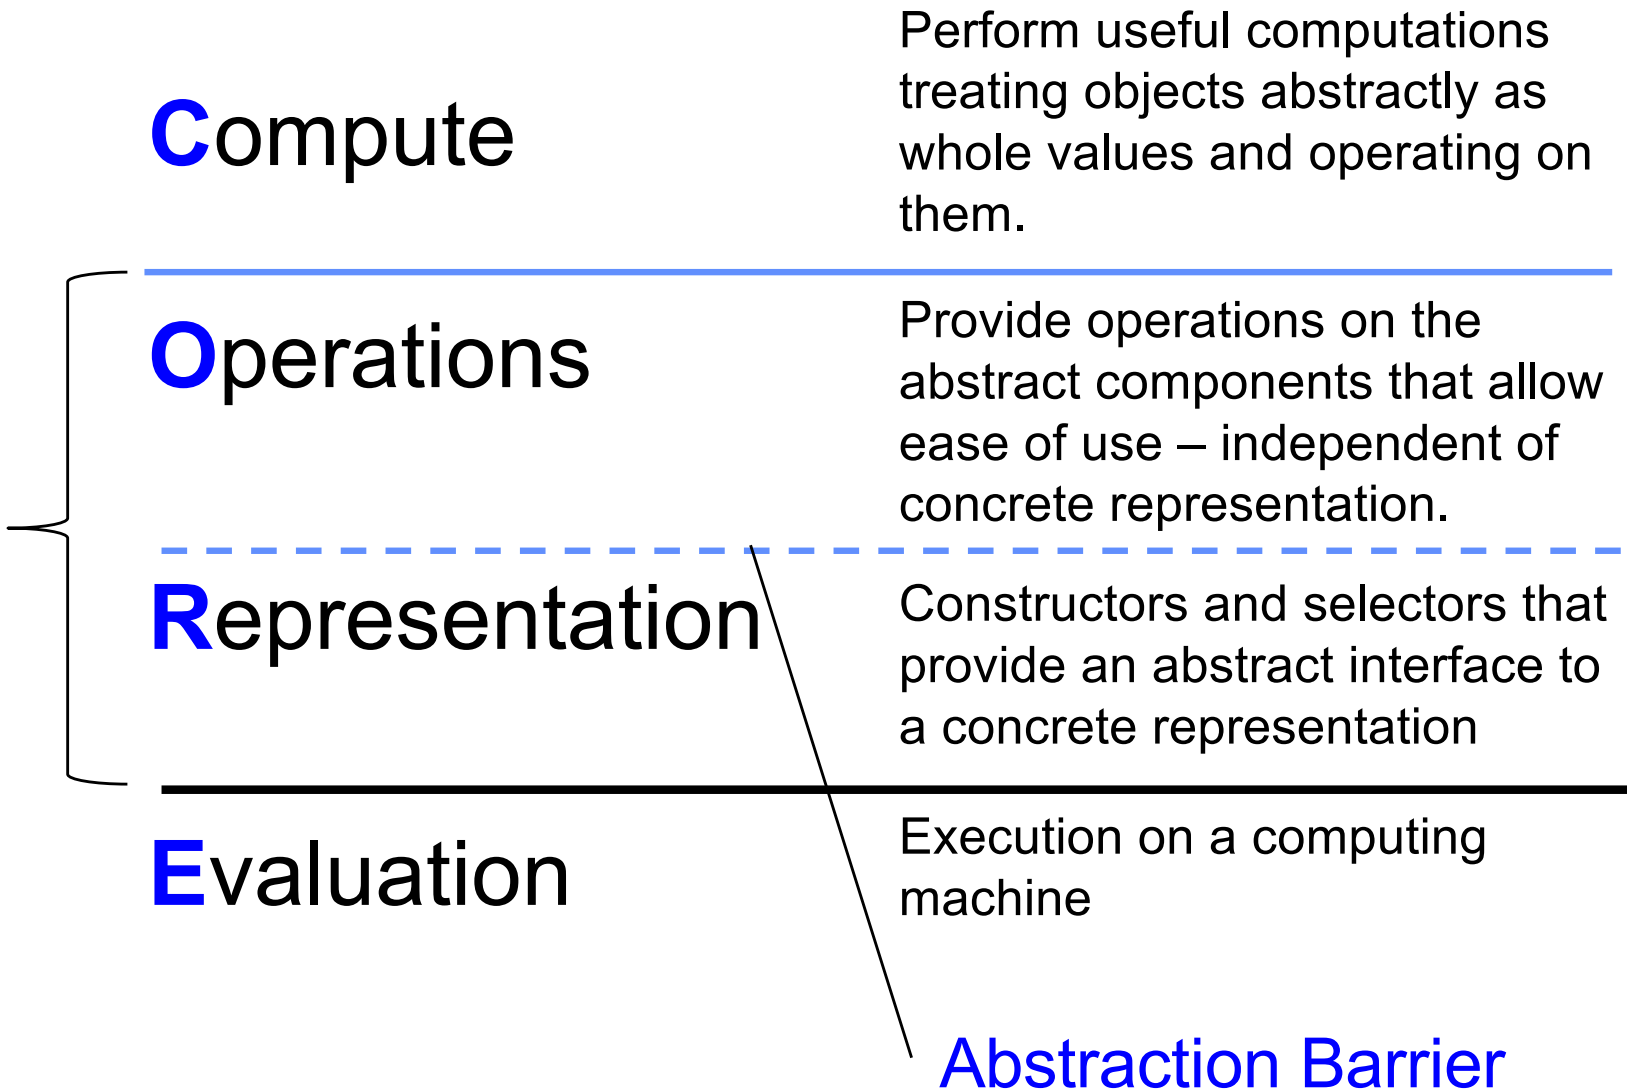 Compute
Perform useful computations
treating objects abstractly as
whole values and operating on
them.
Operations
Provide operations on the
abstract components that allow
ease of use – independent of
concrete representation.
Representation
Constructors and selectors that
provide an abstract interface to
a concrete representation
Evaluation
Execution on a computing
machine
Abstraction Barrier